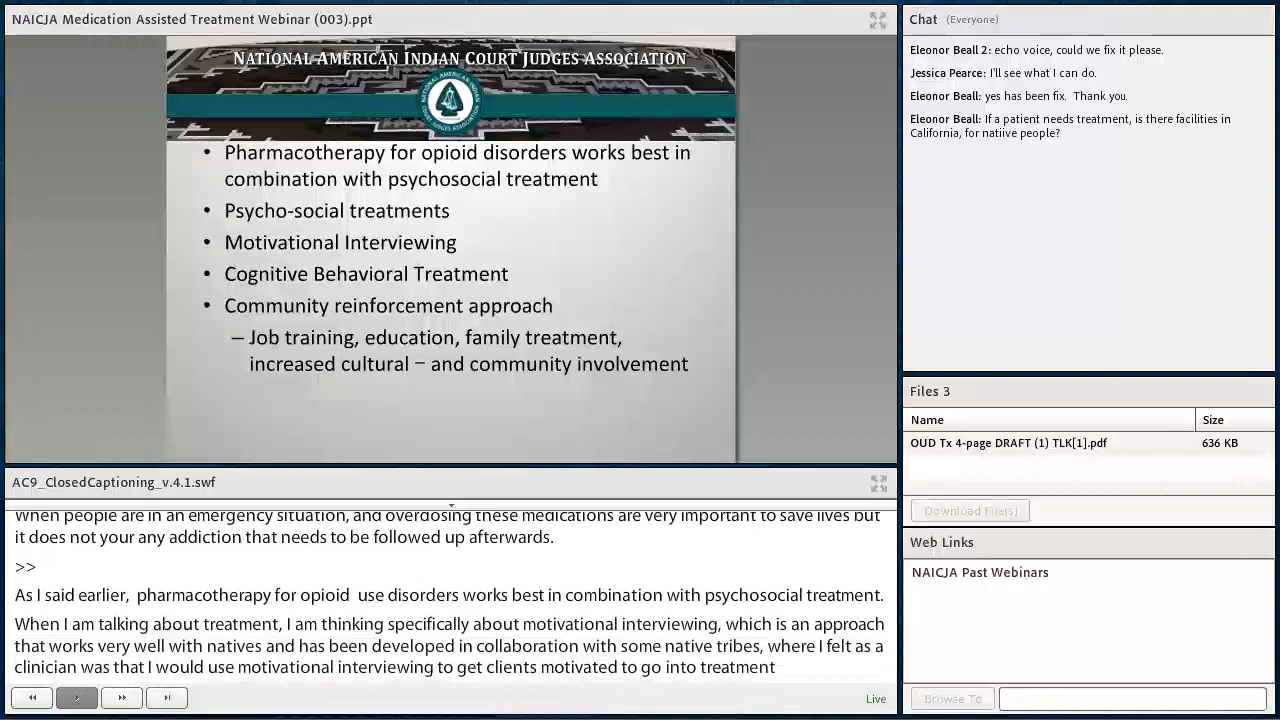 NAICJA Medication Assisted Treatment Webinar (003).ppt
NATIONAL AMERICAN INDIAN COURT JUDGES ASSOCIATION
NATIONAL AMERICAN INDIAN COURT JUDGES ASSOCIATION
• Pharmacotherapy for opioid disorders works best in
combination with psychosocial treatment
• Psycho-social treatments
• Motivational Interviewing
• Cognitive Behavioral Treatment
• Community reinforcement approach
– Job training, education, family treatment,
increased cultural – and community involvement
AC9_ClosedCaptioning_v.4.1.swf
When people are in an emergency situation, and overdosing these medications are very important to save lives but
it does not your any addiction that needs to be followed up afterwards.
>>
As I said earlier, pharmacotherapy for opioid use disorders works best in combination with psychosocial treatment.
When I am talking about treatment, I am thinking specifically about motivational interviewing, which is an approach
that works very well with natives and has been developed in collaboration with some native tribes, where I felt as a
clinician was that I would use motivational interviewing to get clients motivated to go into treatment
Live
Chat (Everyone)
Eleonor Beall 2: echo voice, could we fix it please.
Jessica Pearce: I'll see what I can do.
Eleonor Beall: yes has been fix. Thank you.
Eleonor Beall: If a patient needs treatment, is there facilities in
California, for natiive people?
Files 3
Name Size
OUD Tx 4-page DRAFT (1) TLK[1].pdf 636 KB
Download File(s)
Web Links
NAICJA Past Webinars
Browse To